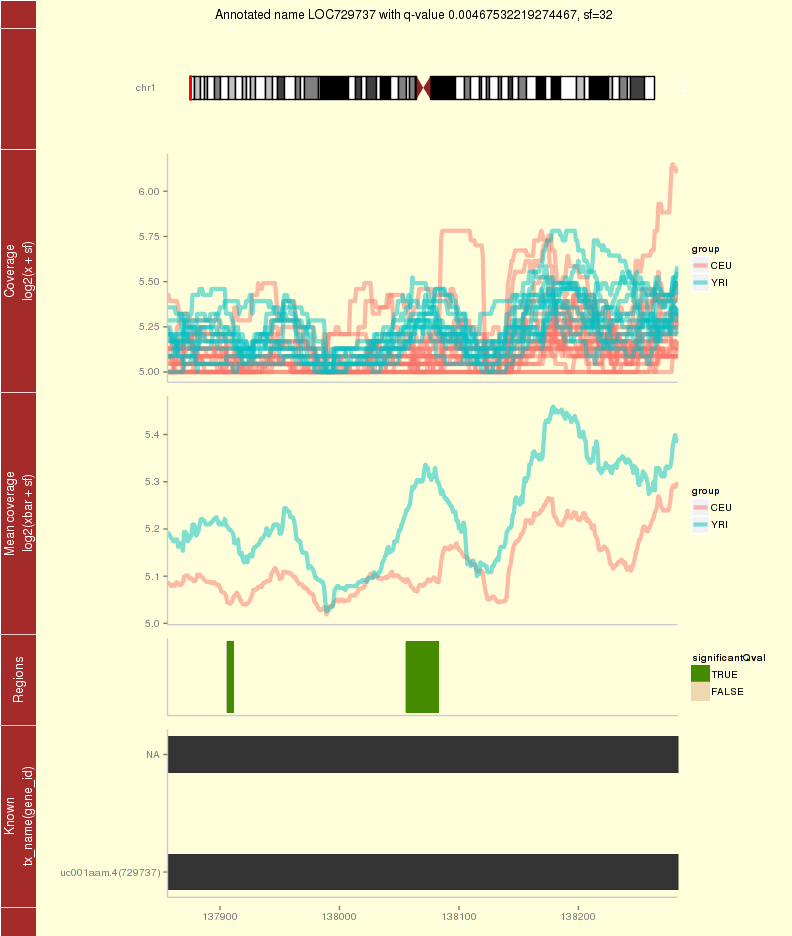 Annotated name LOC729737 with q-value 0.00467532219274467, sf=32
chr1
Coverage
log2(x + sf)
6.00
5.75
5.50
5.25
5.00
group
CEU
YRI
Mean coverage
log2(xbar + sf)
5.4
5.3
5.2
5.1
5.0
group
CEU
YRI
Regions
significantQval
TRUE
FALSE
Known
tx_name(gene_id)
NA
uc001aam.4(729737)
137900
138000
138100
138200